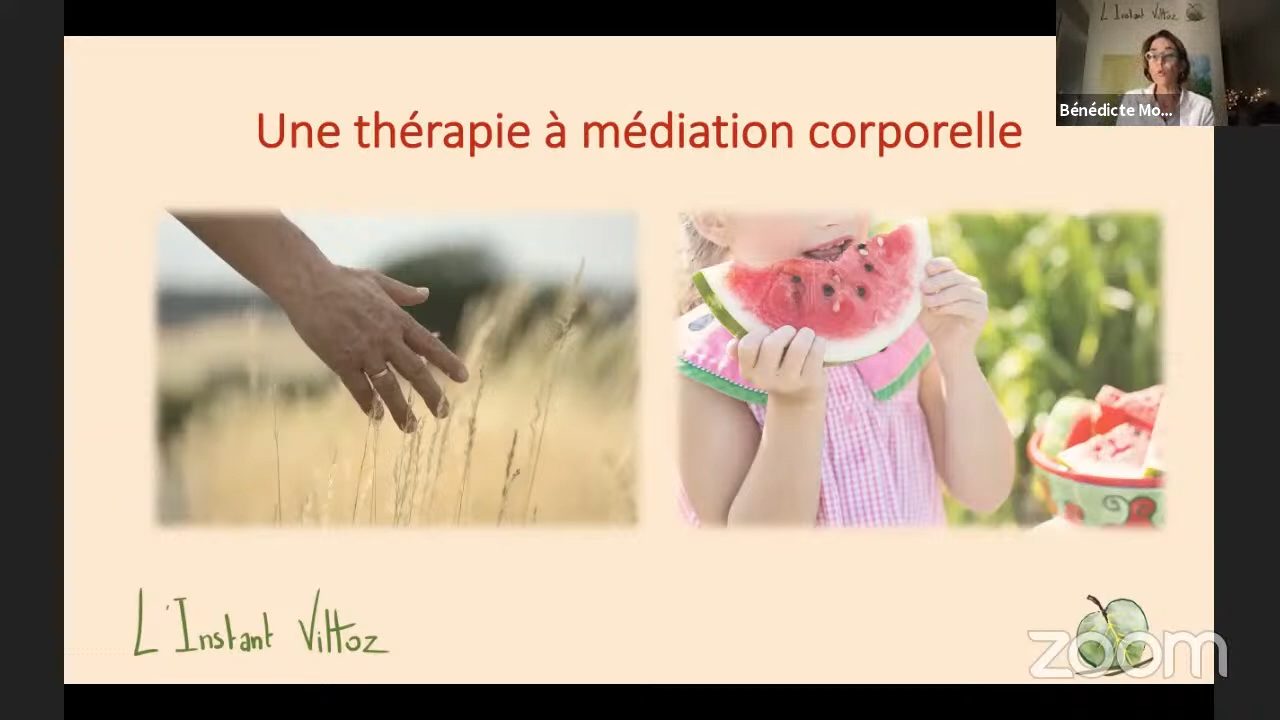 L'Instant Vittoz
Bénédicte Mo...
Une thérapie à médiation corporelle
L'Instant Vittoz
zoom